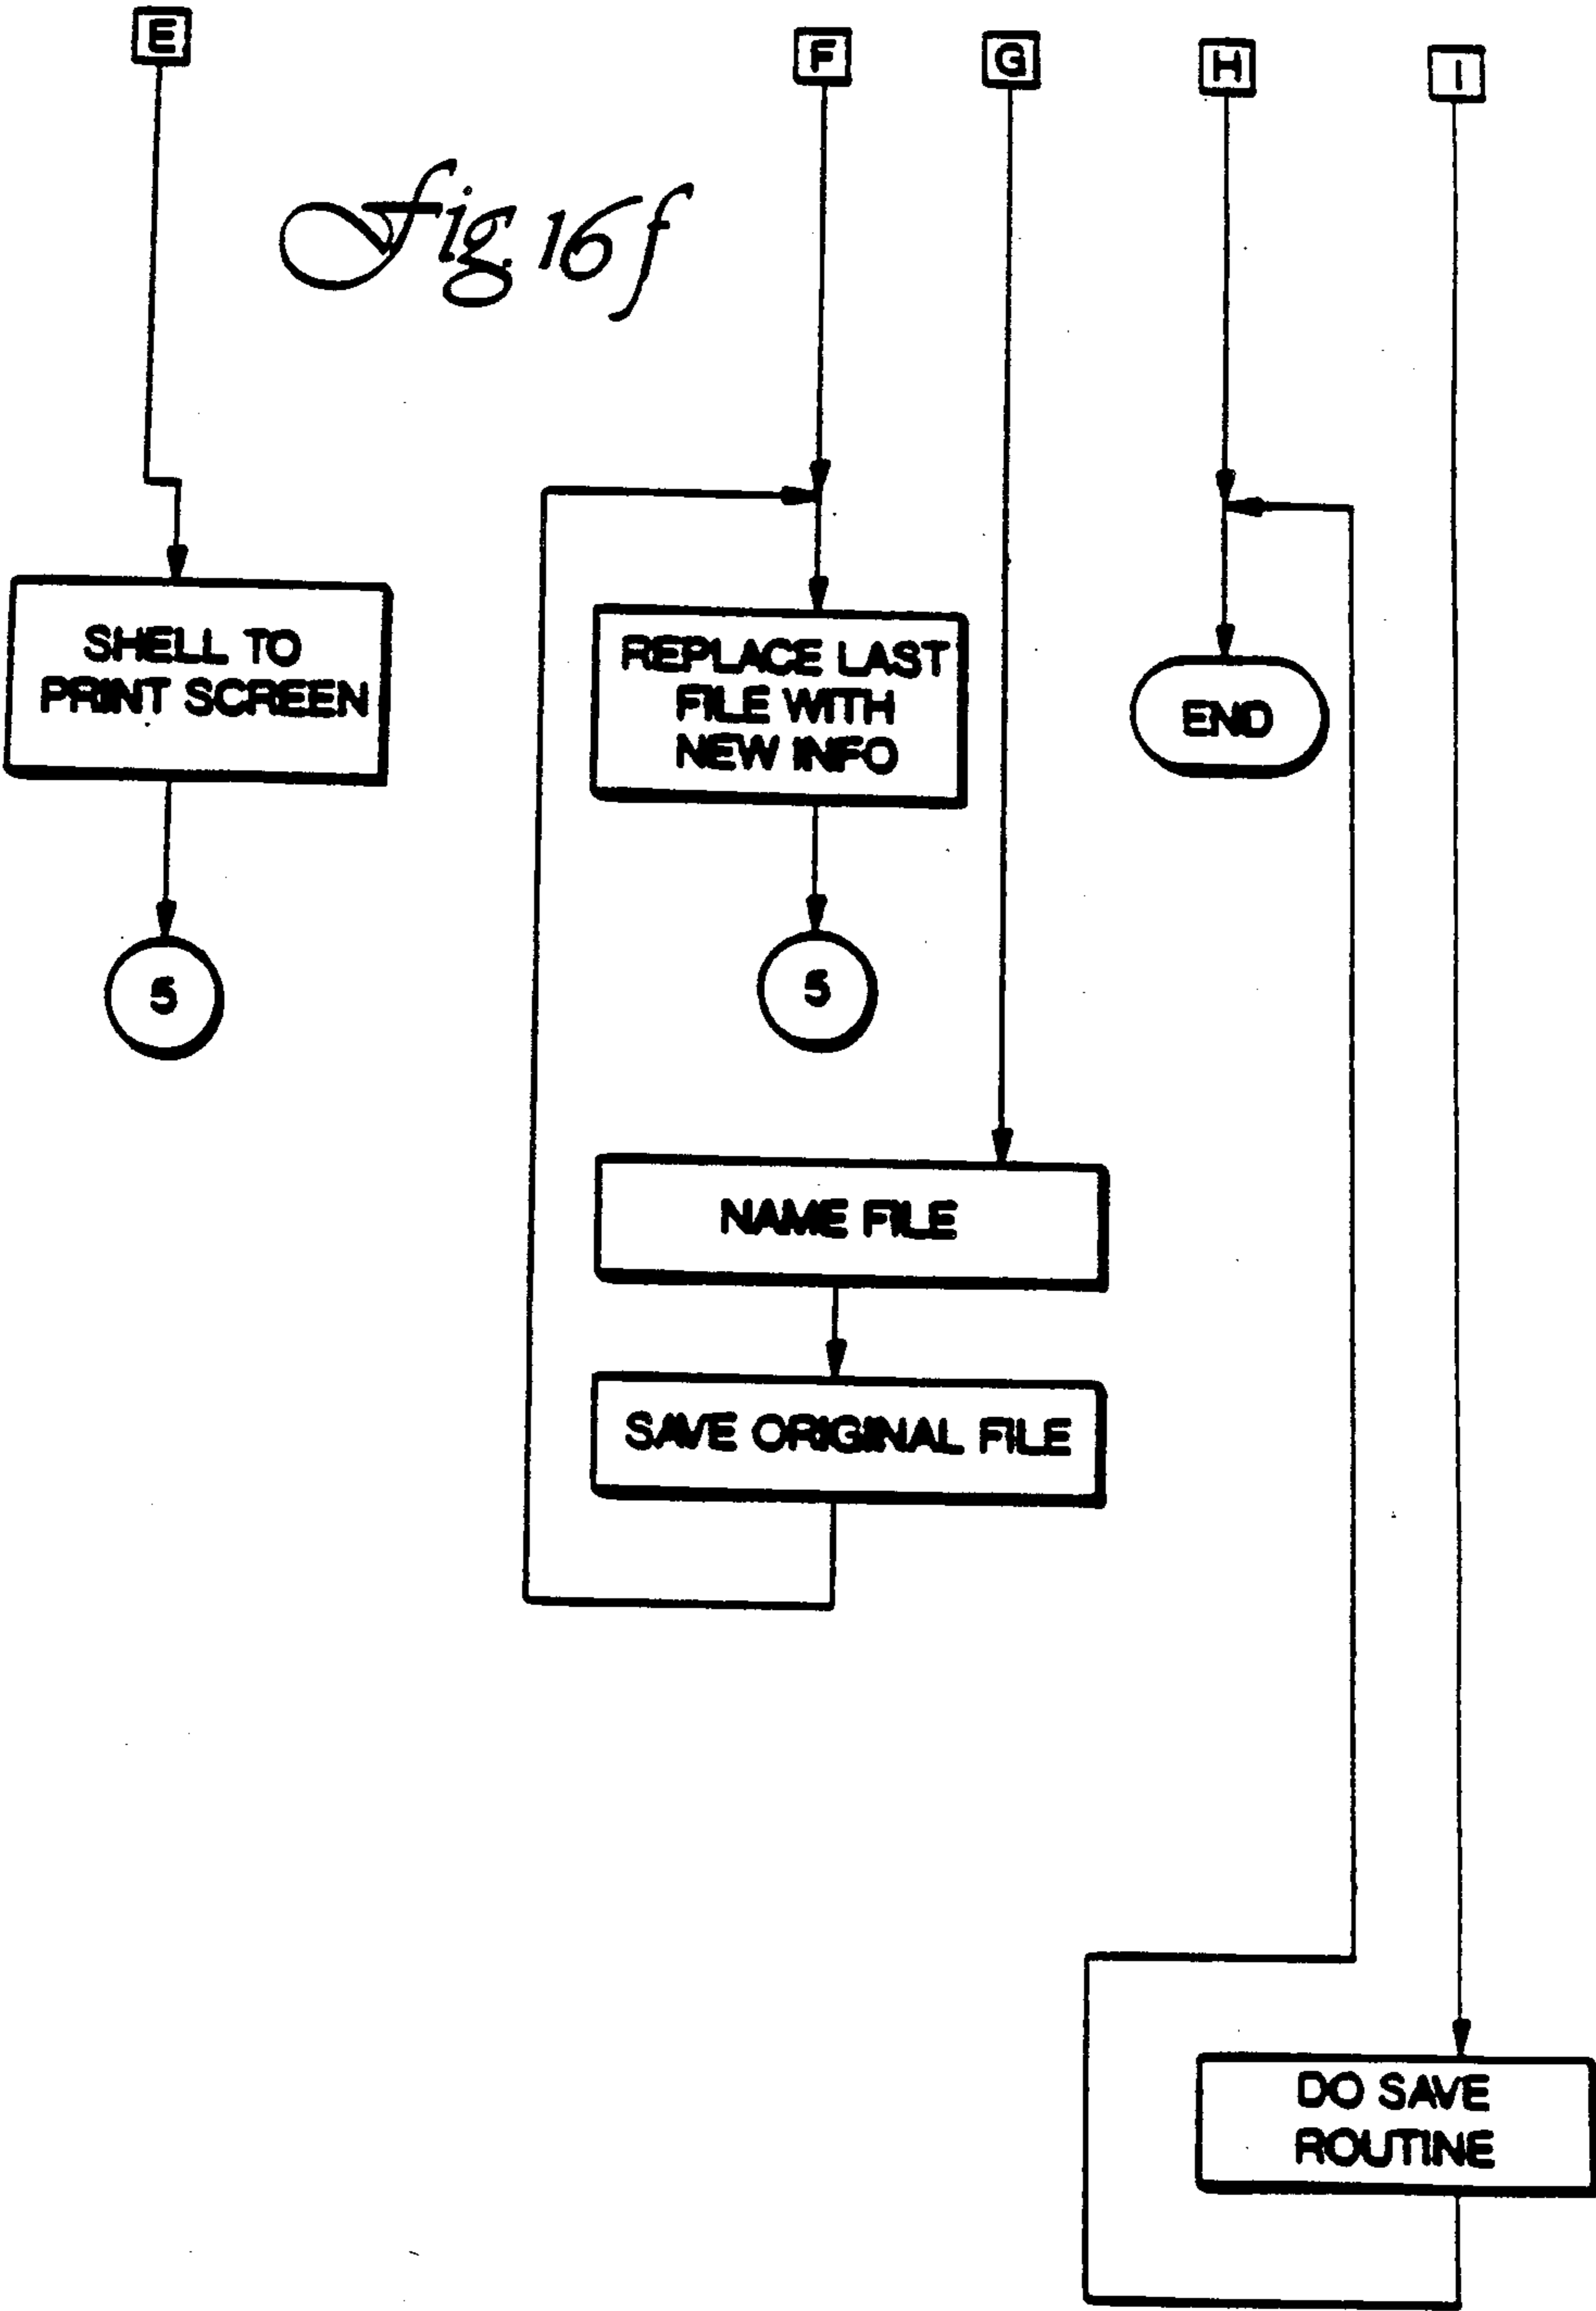 E
F
G
H
I
Fig. 16f
SHELL TO
PRINT SCREEN
REPLACE LAST
FILE WITH
NEW INFO
END
5
5
NAME FILE
SAVE ORIGINAL FILE
DO SAVE
ROUTINE